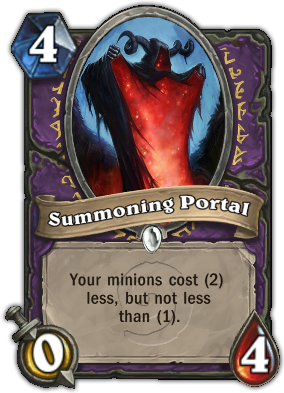 4
Summoning Portal
Your minions cost (2)
less, but not less
than (1).
0
4